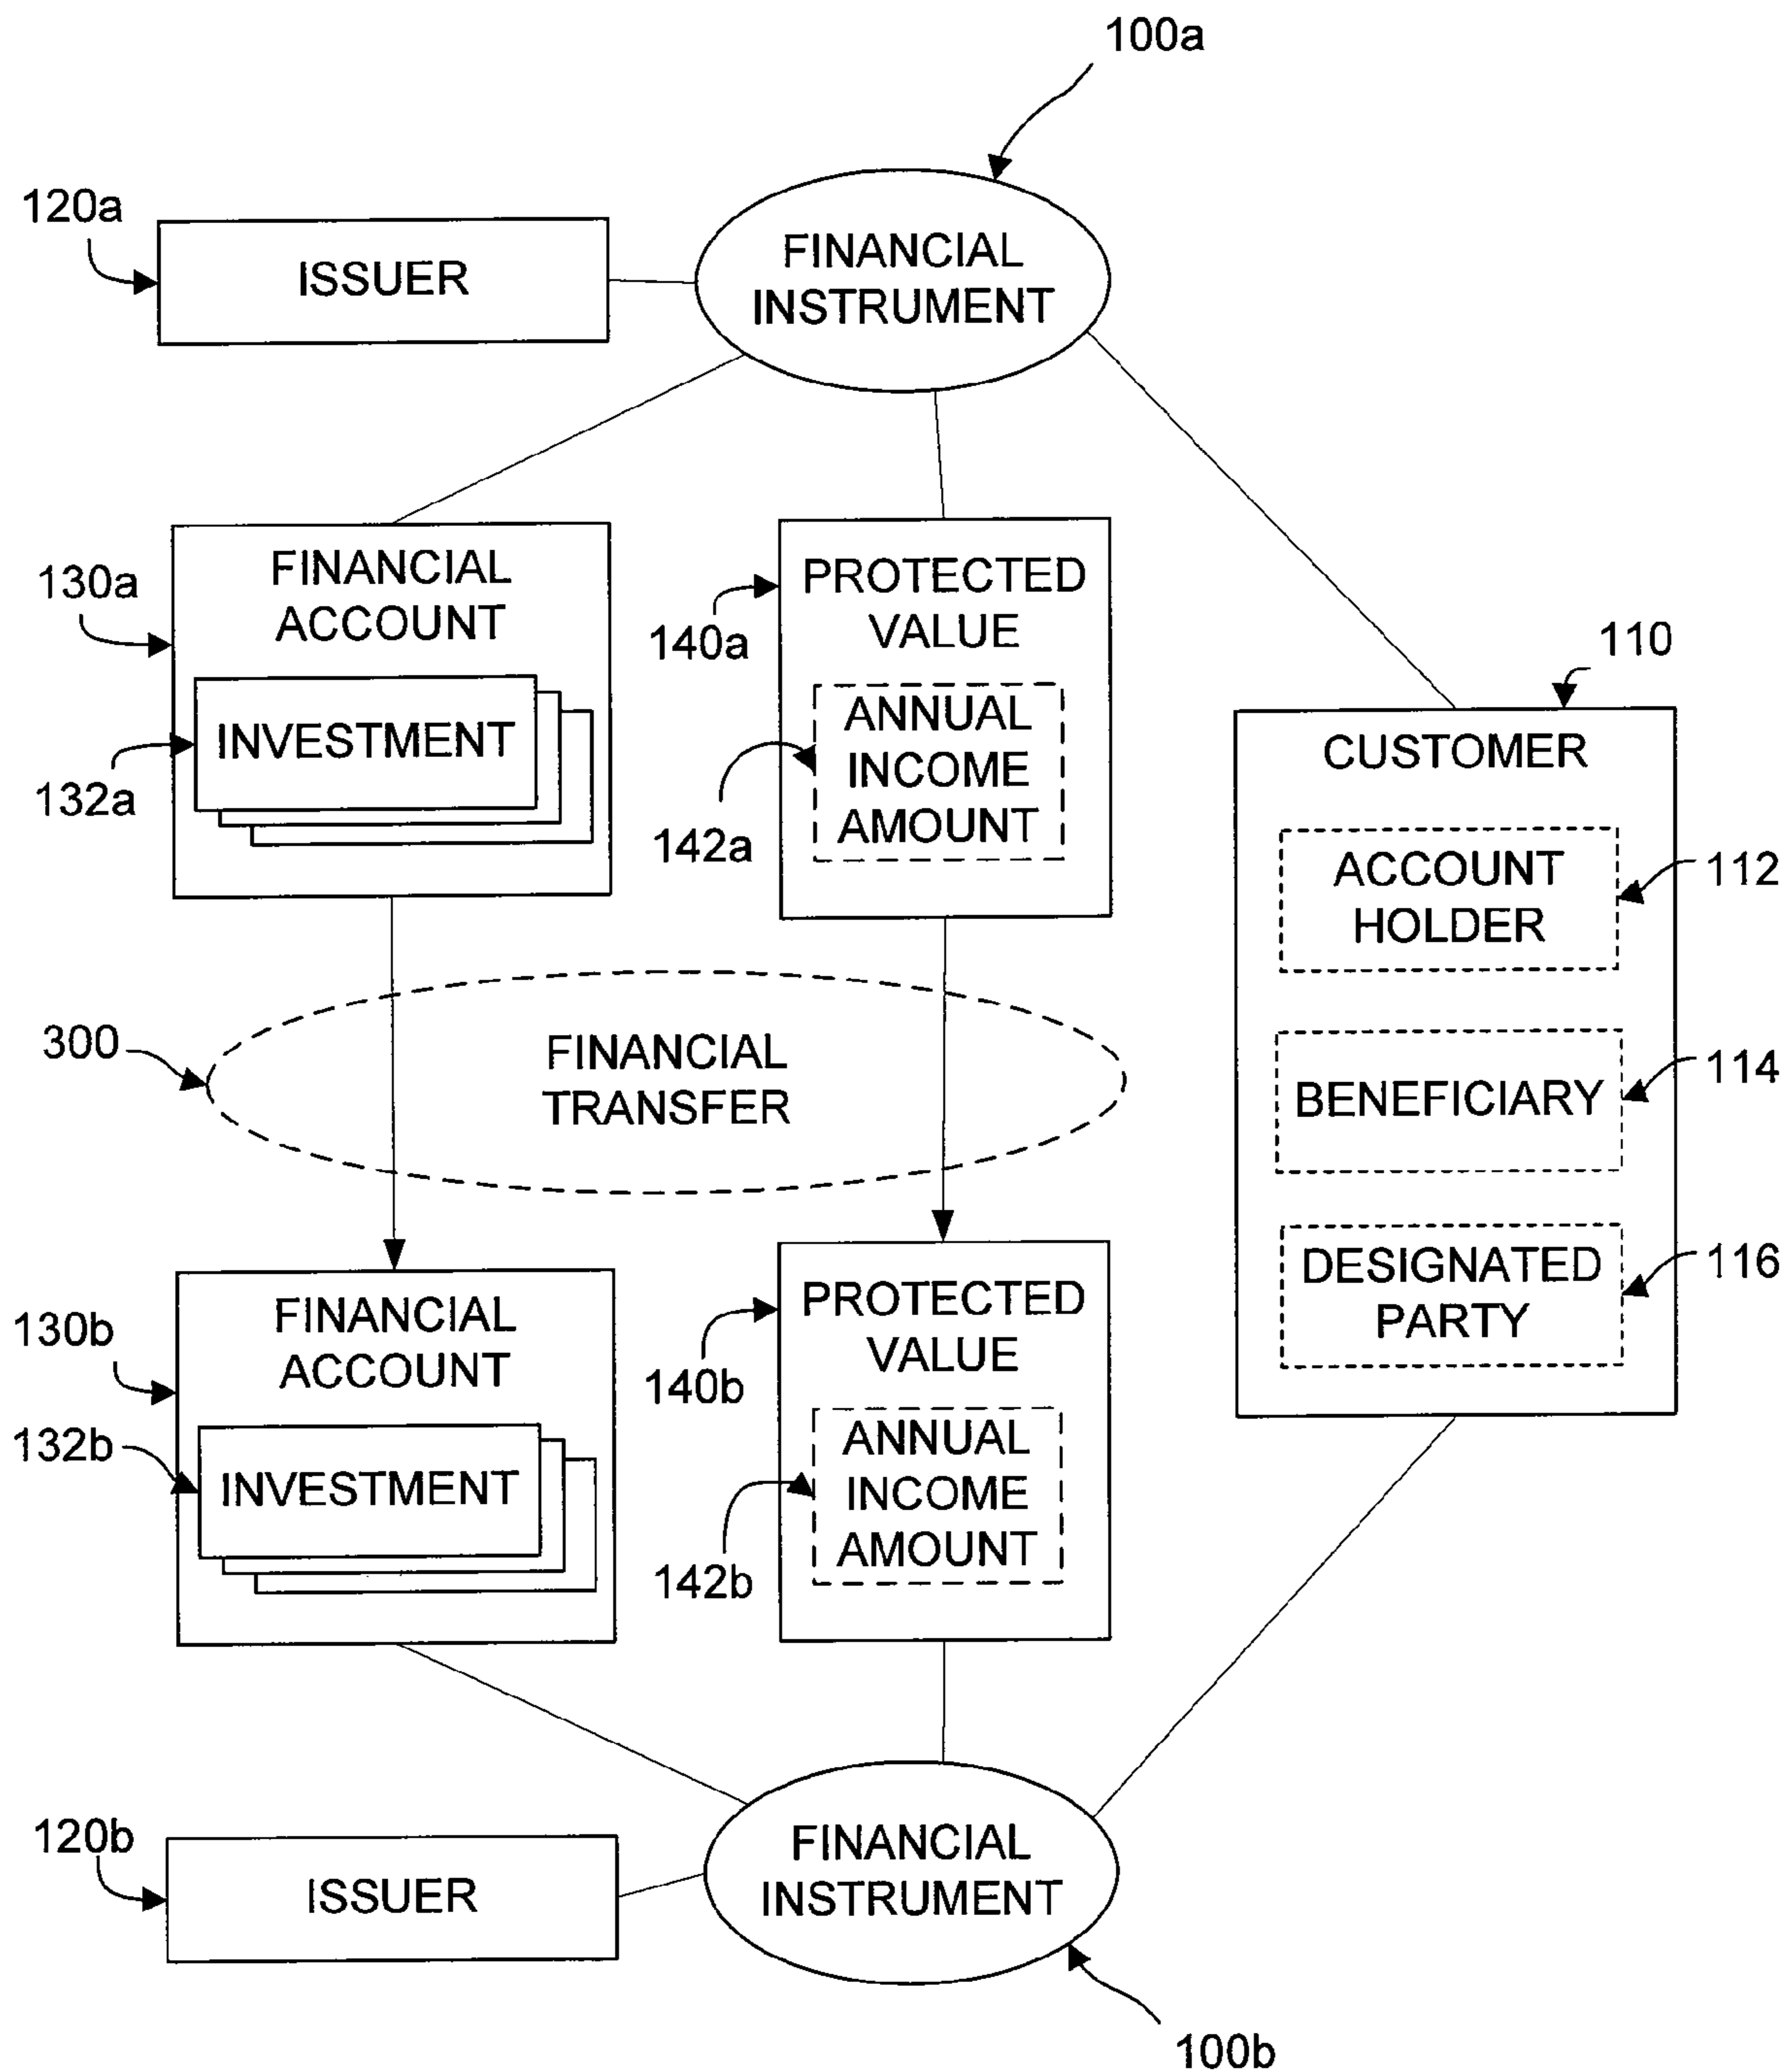 100a
120a
ISSUER
FINANCIAL
INSTRUMENT
130a
FINANCIAL
ACCOUNT
132a
INVESTMENT
140a
PROTECTED
VALUE
142a
ANNUAL
INCOME
AMOUNT
110
CUSTOMER
ACCOUNT
HOLDER
112
BENEFICIARY
114
DESIGNATED
PARTY
116
300
FINANCIAL
TRANSFER
130b
FINANCIAL
ACCOUNT
132b
INVESTMENT
140b
PROTECTED
VALUE
142b
ANNUAL
INCOME
AMOUNT
120b
ISSUER
FINANCIAL
INSTRUMENT
100b